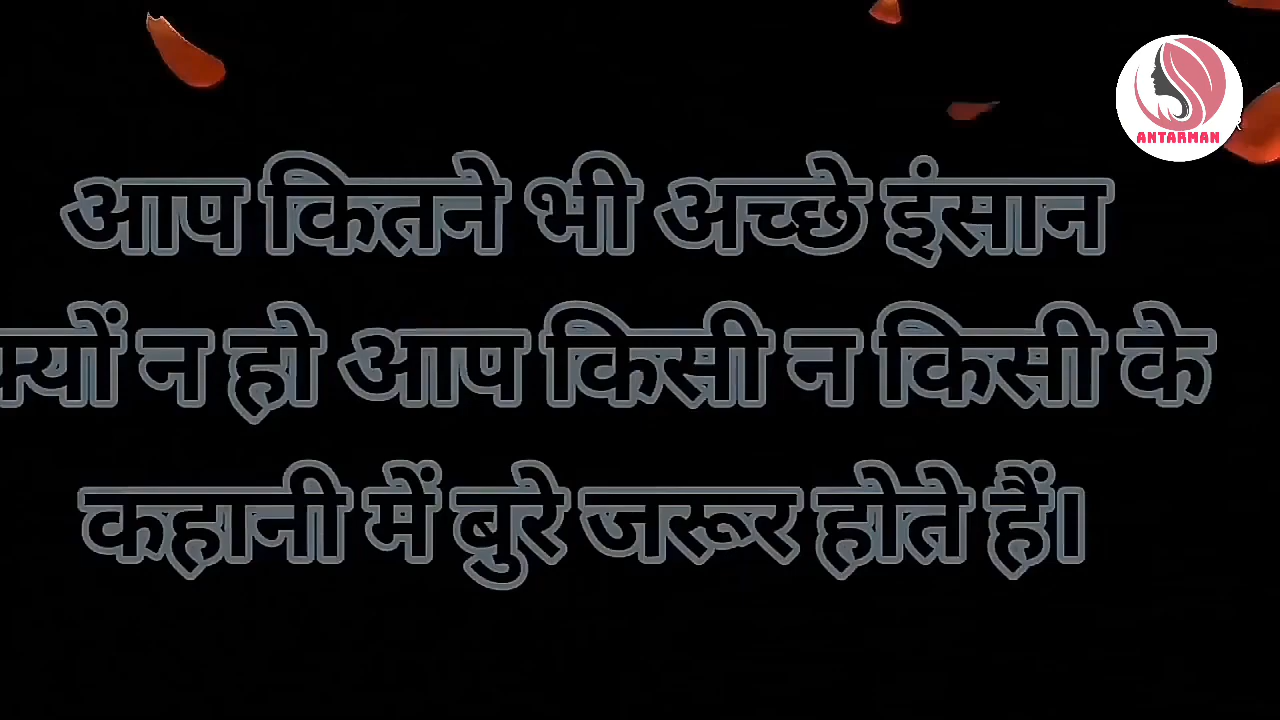 ANTARMAN
आप कितने भी अच्छे इंसान
क्यों न हो आप किसी न किसी के
कहानी में बुरे जरूर होते हैं।